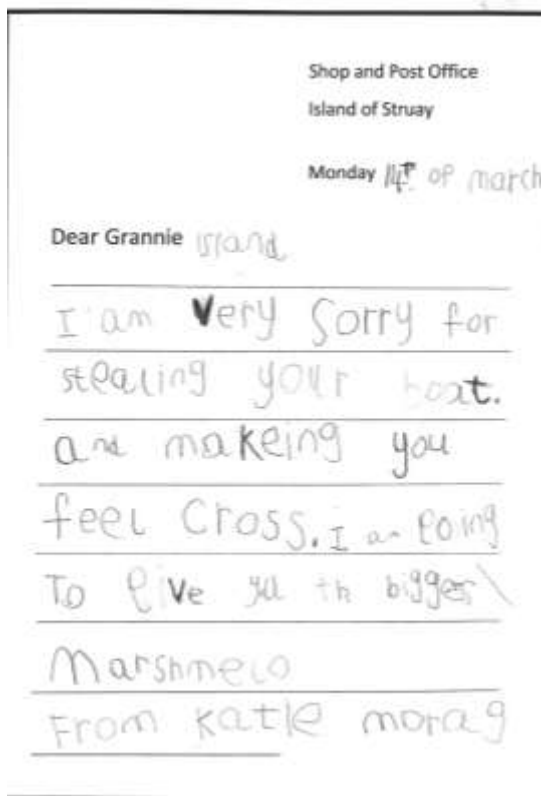 Shop and Post Office
Island of Struay
Monday 14th of march
Dear Grannie island
I am very sorry for
stealing your boat.
and makeing you
feel cross. I am going
To give you the biggest
Marshmelo
From Katie morag